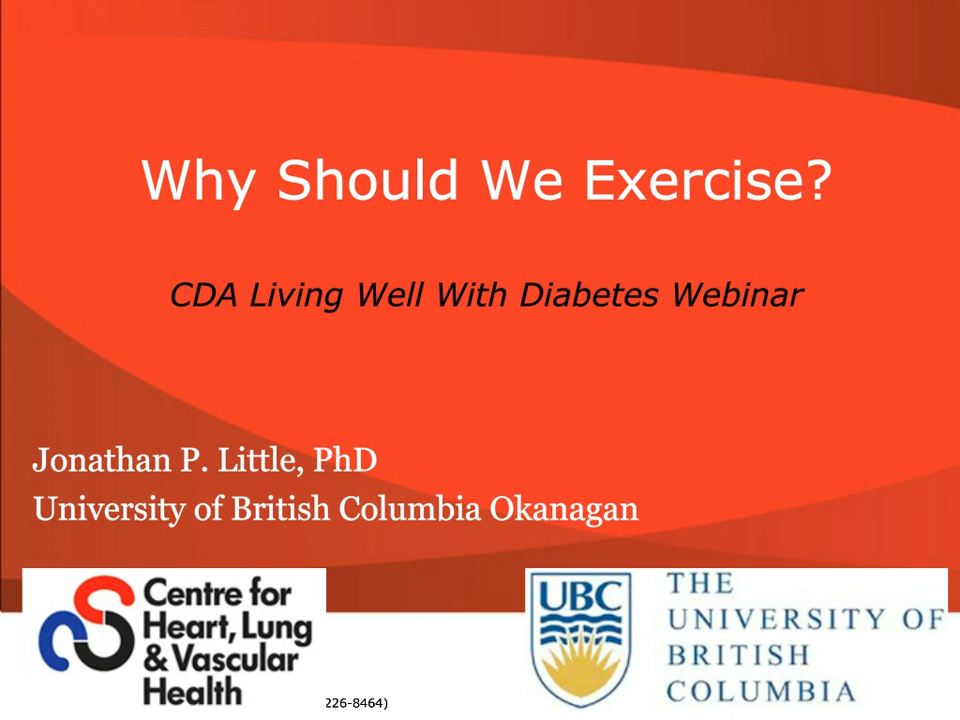 Why Should We Exercise?
CDA Living Well With Diabetes Webinar
Jonathan P. Little, PhD
University of British Columbia Okanagan
Centre for
Heart, Lung
& Vascular
Health
226-8464)
UBC
THE
UNIVERSITY OF
BRITISH
COLUMBIA